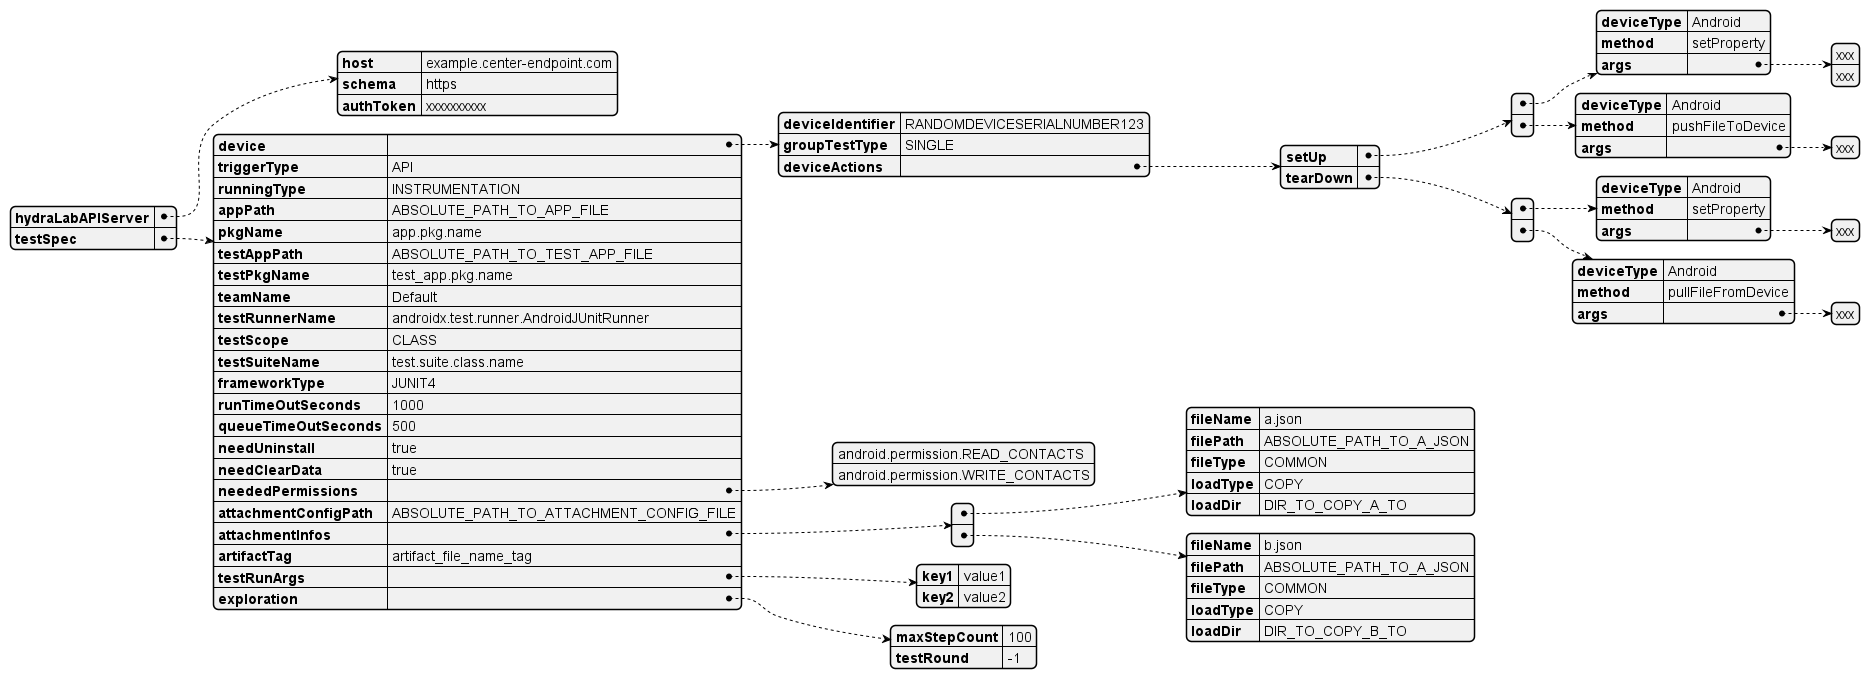 hydraLabAPIServer
testSpec
host example.center-endpoint.com
schema https
authToken xxxxxxxxxx
device
triggerType API
runningType INSTRUMENTATION
appPath ABSOLUTE_PATH_TO_APP_FILE
pkgName app.pkg.name
testAppPath ABSOLUTE_PATH_TO_TEST_APP_FILE
testPkgName test_app.pkg.name
teamName Default
testRunnerName androidx.test.runner.AndroidJUnitRunner
testScope CLASS
testSuiteName test.suite.class.name
frameworkType JUNIT4
runTimeOutSeconds 1000
queueTimeOutSeconds 500
needUninstall true
needClearData true
neededPermissions
attachmentConfigPath ABSOLUTE_PATH_TO_ATTACHMENT_CONFIG_FILE
attachmentInfos
artifactTag artifact_file_name_tag
testRunArgs
exploration
deviceIdentifier RANDOMDEVICESERIALNUMBER123
groupTestType SINGLE
deviceActions
setUp
tearDown
deviceType Android
method setProperty
args
xxx
xxx
deviceType Android
method pushFileToDevice
args
xxx
deviceType Android
method setProperty
args
xxx
deviceType Android
method pullFileFromDevice
args
xxx
android.permission.READ_CONTACTS
android.permission.WRITE_CONTACTS
fileName a.json
filePath ABSOLUTE_PATH_TO_A_JSON
fileType COMMON
loadType COPY
loadDir DIR_TO_COPY_A_TO
fileName b.json
filePath ABSOLUTE_PATH_TO_A_JSON
fileType COMMON
loadType COPY
loadDir DIR_TO_COPY_B_TO
key1 value1
key2 value2
maxStepCount 100
testRound -1